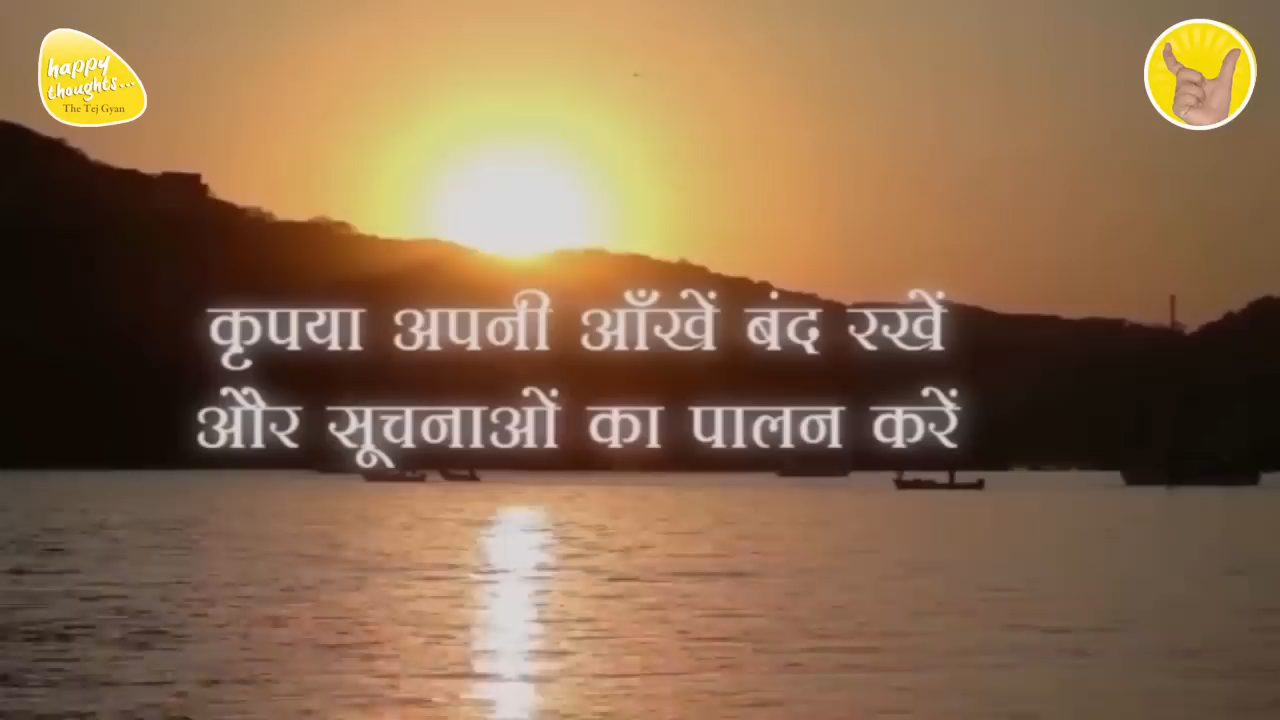 happy
thoughts...
The Tej Gyan
कृपया अपनी आँखें बंद रखें
और सूचनाओं का पालन करें